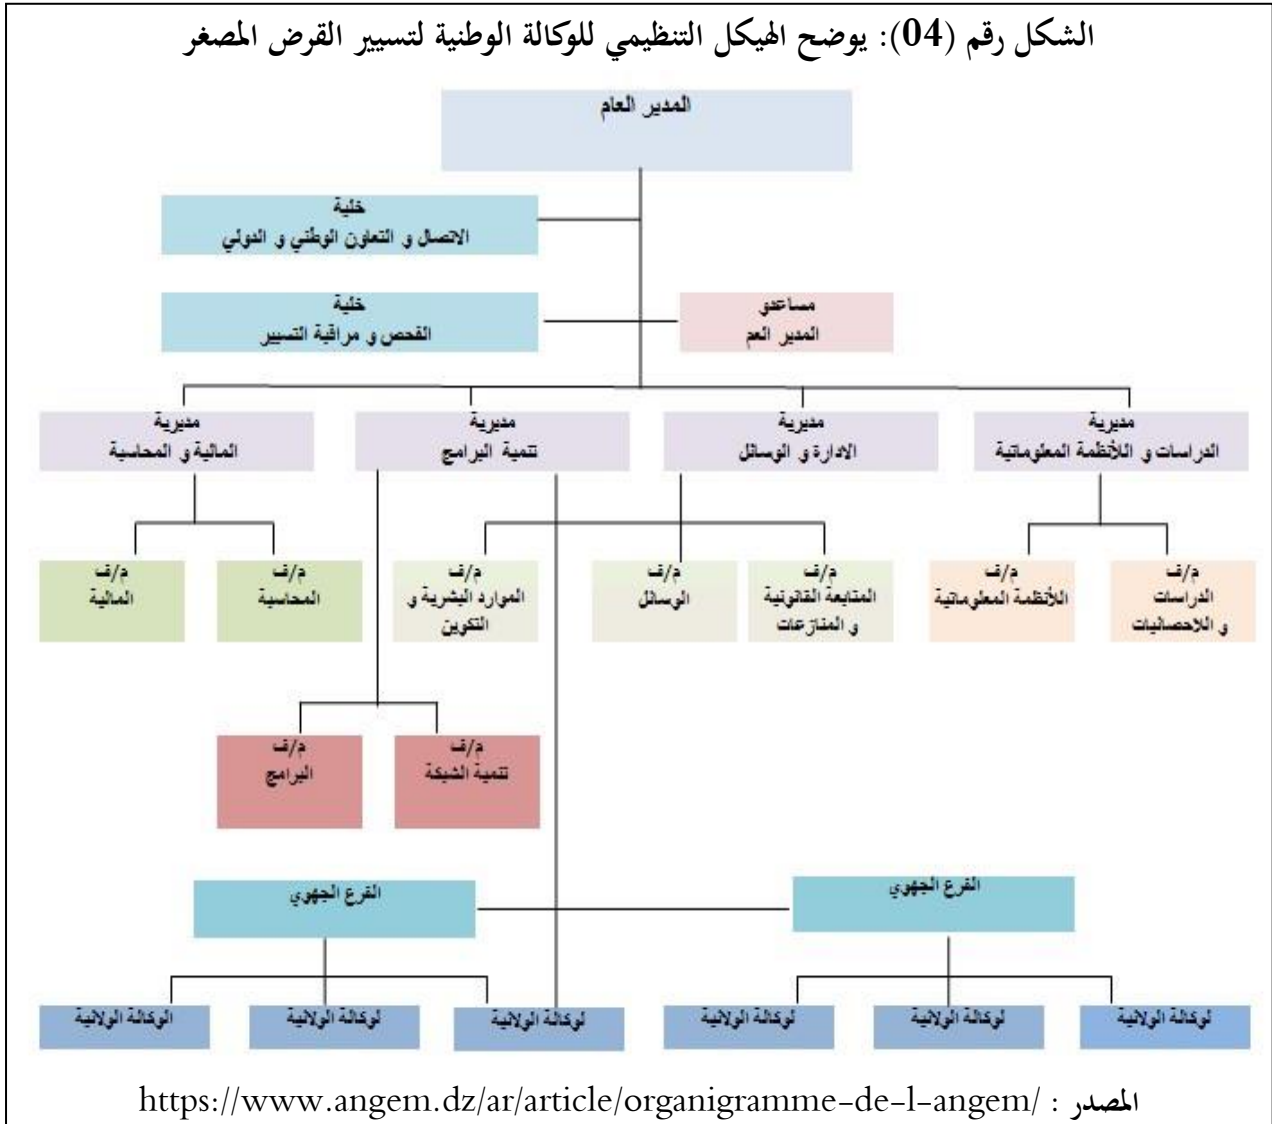 الشكل رقم (04): يوضح الهيكل التنظيمي للوكالة الوطنية لتسيير القرض المصغر
المدير العام
خلية
الاتصال و التعاون الوطني و الدولي
خلية
الفحص و مراقبة التسيير
مساعدو
المدير العم
مديرية
الدراسات و اللأنظمة المعلوماتية
مديرية
الادارة و الوسائل
مديرية
تنمية البرامج
مديرية
المالية و المحاسبة
م/ف
الدراسات
و اللاحصائيات
م/ف
اللأنظمة المعلوماتية
م/ف
المتابعة القانونية
و المنازعات
م/ف
الوسائل
م/ف
الموارد البشرية و
التكوين
م/ف
المحاسبة
م/ف
المالية
م/ف
تنمية الشبكة
م/ف
البرامج
الفرع الجهوي
الفرع الجهوي
لوكالة الولائية
لوكالة الولائية
لوكالة الولائية
لوكالة الولائية
لوكالة الولائية
الوكالة الولائية
المصدر : https://www.angem.dz/ar/article/organigramme-de-l-angem/